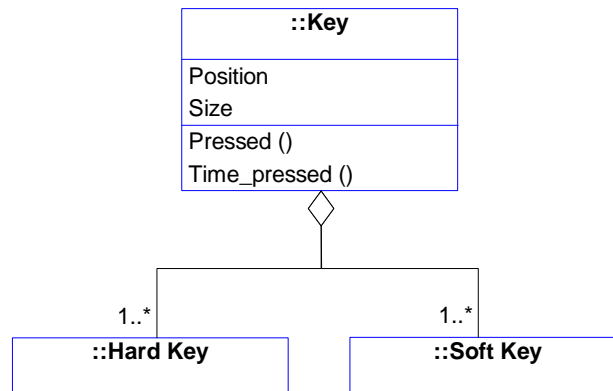 ::Key
Position
Size
Pressed ()
Time_pressed ()
1..*
1..*
::Hard Key
::Soft Key